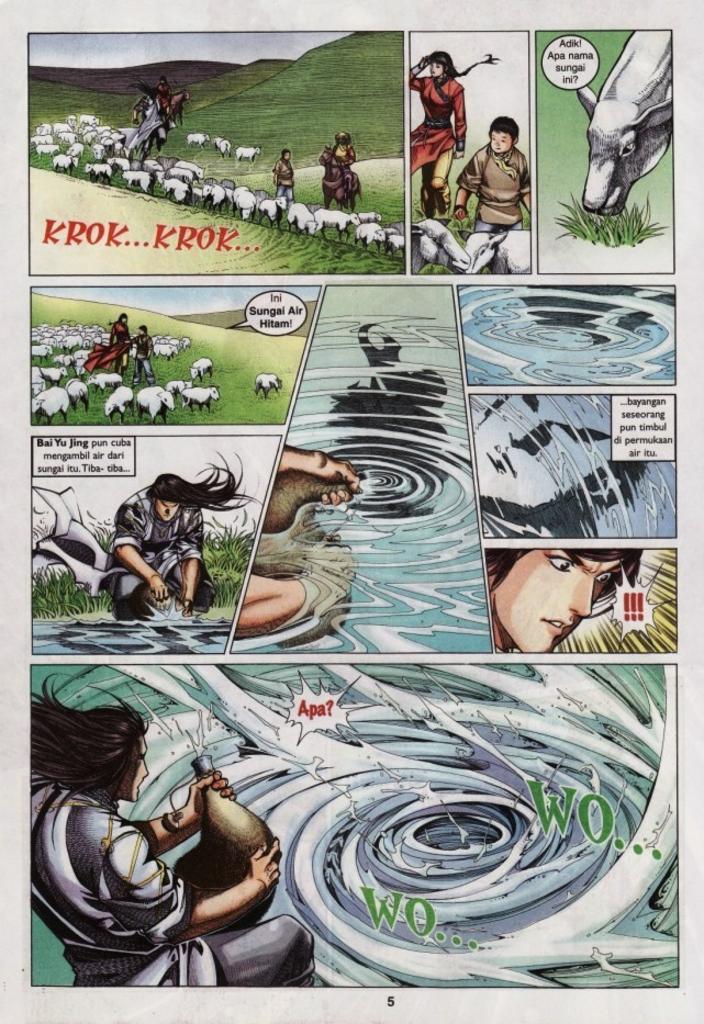 KROK...KROK...
Adik!
Apa nama
sungai
ini?
Ini
Sungai Air
Hitam!
Bai Yu Jing pun cuba
mengambil air dari
sungai itu. Tiba- tiba...
...bayangan
seseorang
pun timbul
di permukaan
air itu.
!!!
Apa?
WO...
WO...
5